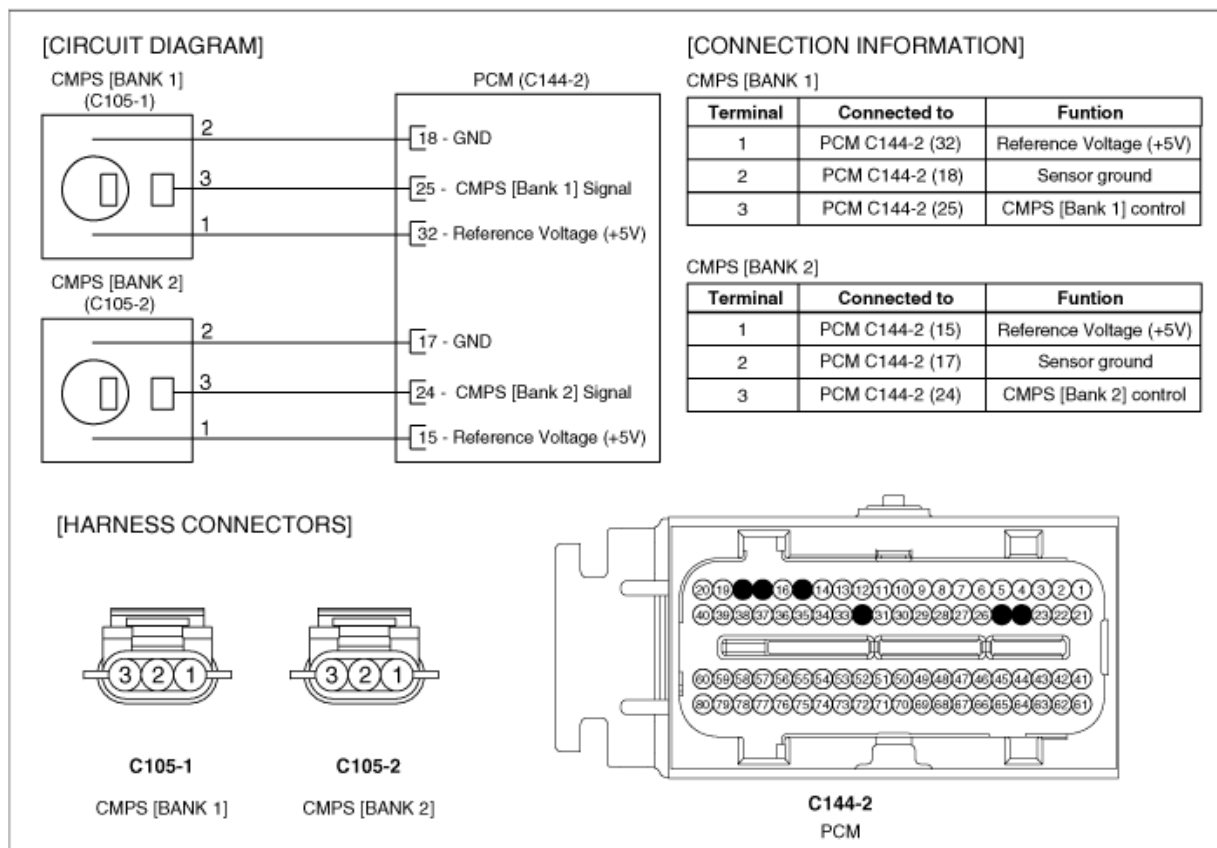 [CIRCUIT DIAGRAM]
CMPS [BANK 1]
(C105-1)
PCM (C144-2)
2
18 - GND
3
25 - CMPS [Bank 1] Signal
1
32 - Reference Voltage (+5V)
CMPS [BANK 2]
(C105-2)
2
17 - GND
3
24 - CMPS [Bank 2] Signal
1
15 - Reference Voltage (+5V)
[CONNECTION INFORMATION]
CMPS [BANK 1]
Terminal Connected to Funtion
1 PCM C144-2 (32) Reference Voltage (+5V)
2 PCM C144-2 (18) Sensor ground
3 PCM C144-2 (25) CMPS [Bank 1] control
CMPS [BANK 2]
Terminal Connected to Funtion
1 PCM C144-2 (15) Reference Voltage (+5V)
2 PCM C144-2 (17) Sensor ground
3 PCM C144-2 (24) CMPS [Bank 2] control
[HARNESS CONNECTORS]
3 2 1
C105-1
CMPS [BANK 1]
3 2 1
C105-2
CMPS [BANK 2]
20 19 16 14 13 12 11 10 9 8 7 6 5 4 3 2 1
40 39 38 37 36 35 34 33 31 30 29 28 27 26 23 22 21
60 59 58 57 56 55 54 53 52 51 50 49 48 47 46 45 44 43 42 41
80 79 78 77 76 75 74 73 72 71 70 69 68 67 66 65 64 63 62 61
C144-2
PCM